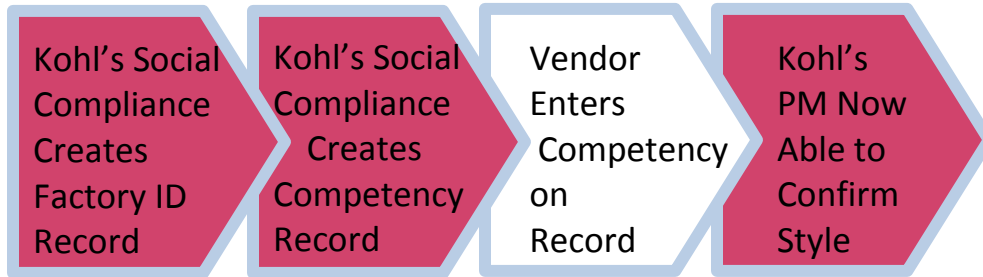 Kohl's Social
Compliance
Creates
Factory ID
Record
Kohl's Social
Compliance
Creates
Competency
Record
Vendor
Enters
Competency
on
Record
Kohl's
PM Now
Able to
Confirm
Style